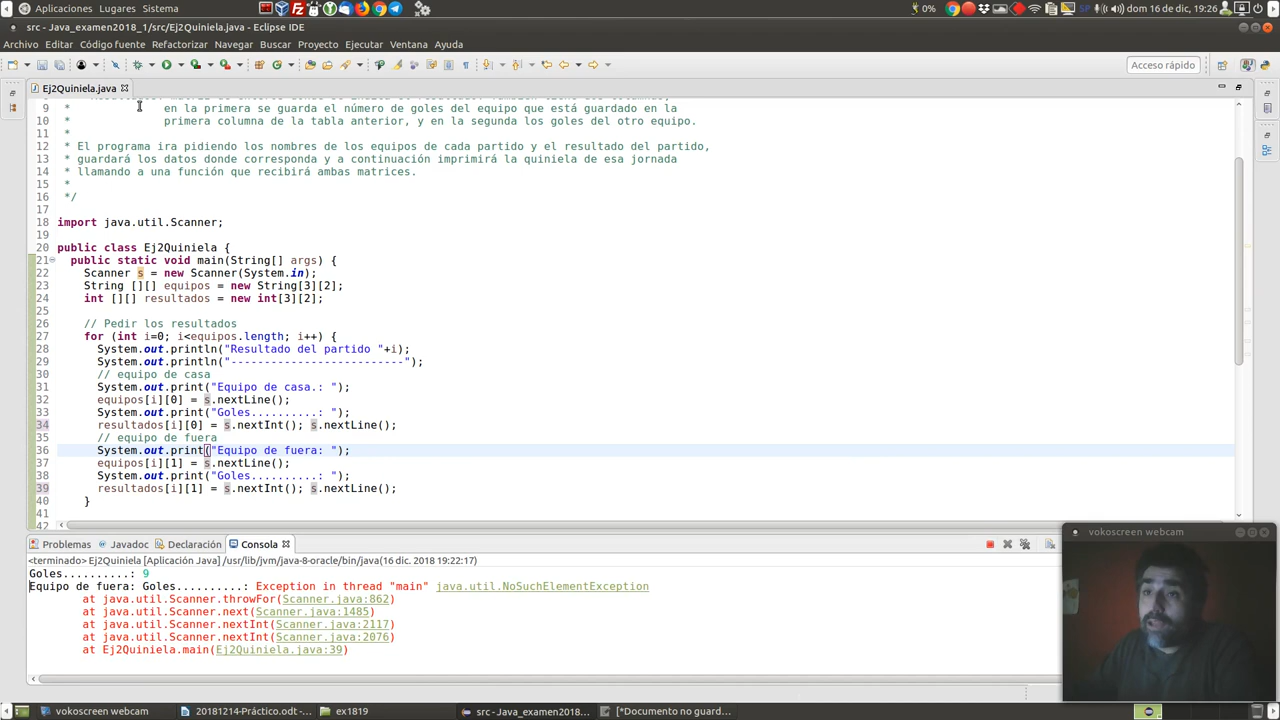 Aplicaciones Lugares Sistema
0% SP dom 16 de dic, 19:26
src - Java_examen2018_1/src/Ej2Quiniela.java - Eclipse IDE
Archivo Editar Código fuente Refactorizar Navegar Buscar Proyecto Ejecutar Ventana Ayuda
Acceso rápido
Ej2Quiniela.java
9 * en la primera se guarda el número de goles del equipo que está guardado en la
10 * primera columna de la tabla anterior, y en la segunda los goles del otro equipo.
11 *
12 * El programa ira pidiendo los nombres de los equipos de cada partido y el resultado del partido,
13 * guardará los datos donde corresponda y a continuación imprimirá la quiniela de esa jornada
14 * llamando a una función que recibirá ambas matrices.
15 *
16 */
17
18 import java.util.Scanner;
19
20 public class Ej2Quiniela {
21 public static void main(String[] args) {
22 Scanner s = new Scanner(System.in);
23 String [][] equipos = new String[3][2];
24 int [][] resultados = new int[3][2];
25
26 // Pedir los resultados
27 for (int i=0; i<equipos.length; i++) {
28 System.out.println("Resultado del partido "+i);
29 System.out.println("--------------------------");
30 // equipo de casa
31 System.out.print("Equipo de casa.: ");
32 equipos[i][0] = s.nextLine();
33 System.out.print("Goles..........: ");
34 resultados[i][0] = s.nextInt(); s.nextLine();
35 // equipo de fuera
36 System.out.print("Equipo de fuera: ");
37 equipos[i][1] = s.nextLine();
38 System.out.print("Goles..........: ");
39 resultados[i][1] = s.nextInt(); s.nextLine();
40 }
41
42
Problemas Javadoc Declaración Consola
<terminado> Ej2Quiniela [Aplicación Java] /usr/lib/jvm/java-8-oracle/bin/java(16 dic. 2018 19:22:17)
Goles..........: 9
Equipo de fuera: Goles..........: Exception in thread "main" java.util.NoSuchElementException
at java.util.Scanner.throwFor(Scanner.java:862)
at java.util.Scanner.next(Scanner.java:1485)
at java.util.Scanner.nextInt(Scanner.java:2117)
at java.util.Scanner.nextInt(Scanner.java:2076)
at Ej2Quiniela.main(Ej2Quiniela.java:39)
vokoscreen webcam
vokoscreen webcam 20181214-Práctico.odt -... ex1819 src - Java_examen2018... [*Documento no guard...